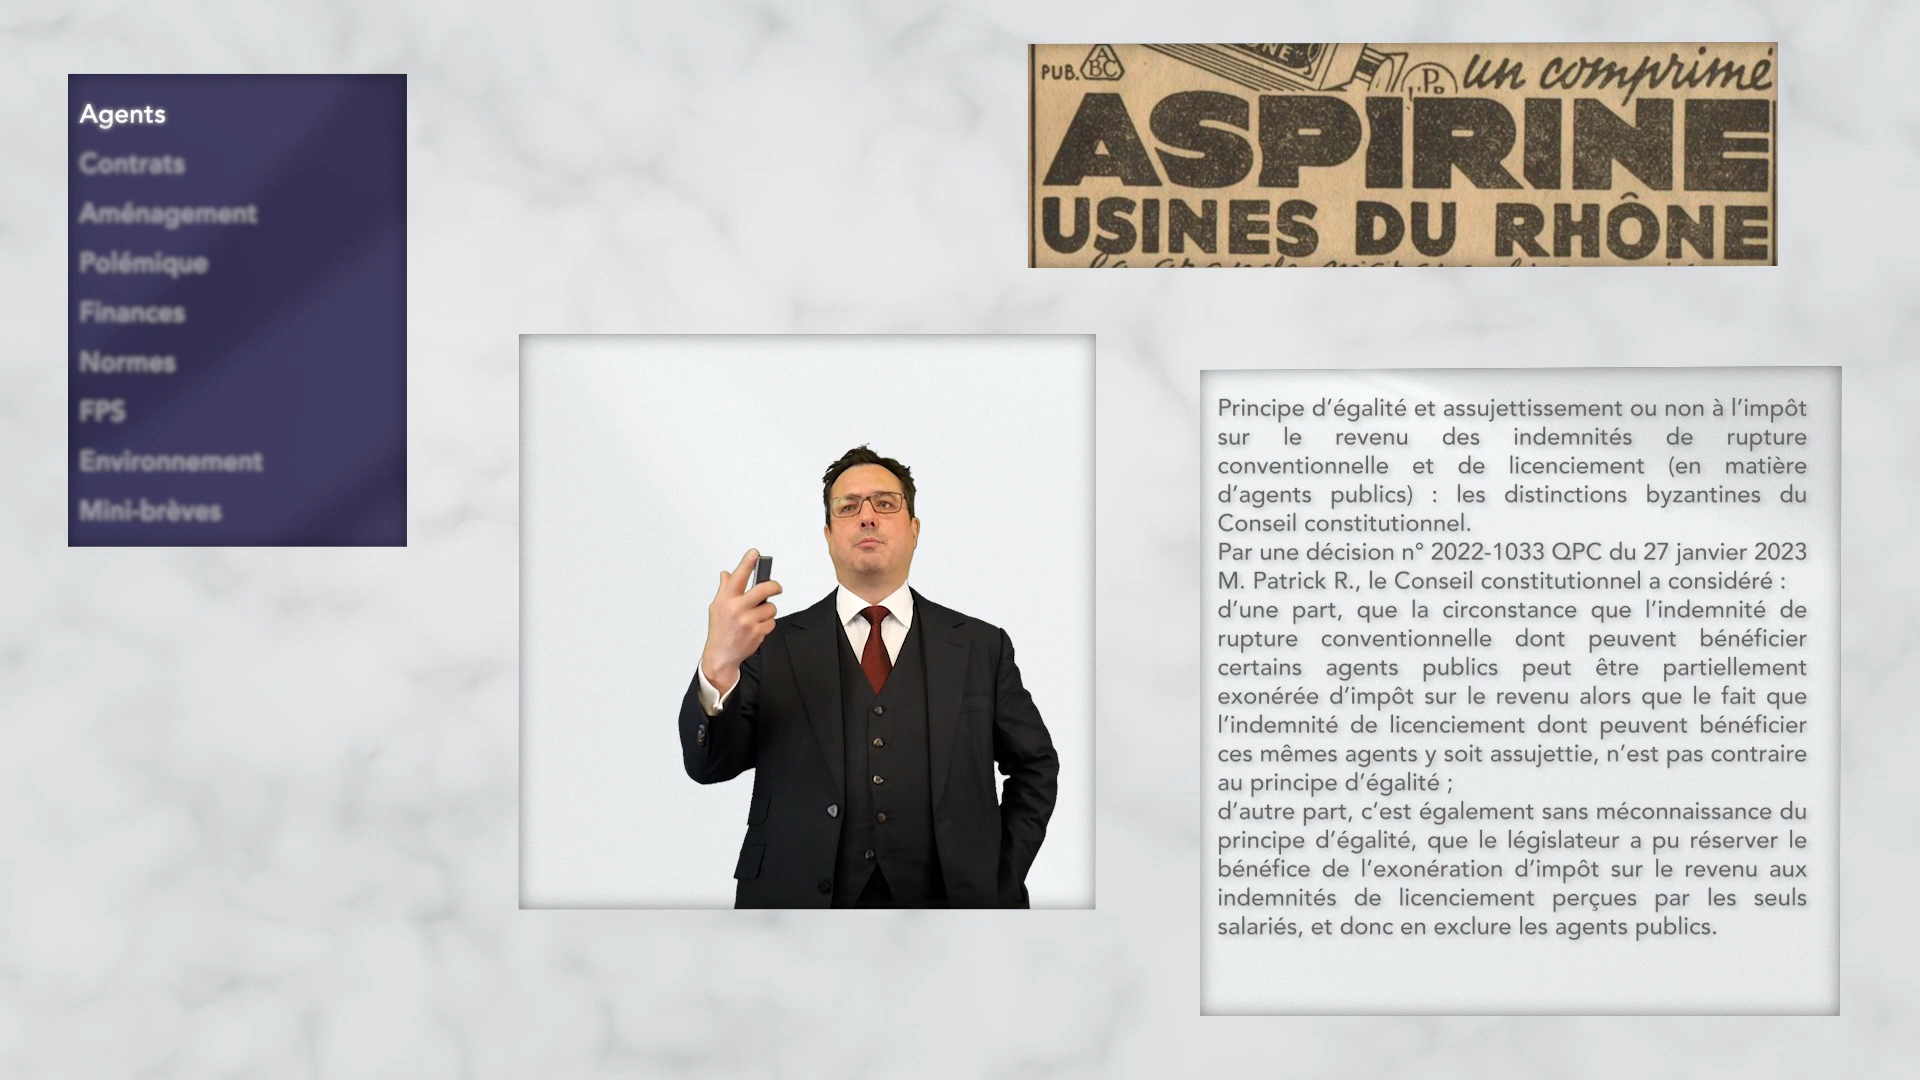 Agents
Contrats
Aménagement
Polémique
Finances
Normes
FPS
Environnement
Mini-brèves
PUB. ABC
un comprimé
ASPIRINE
USINES DU RHÔNE
Principe d’égalité et assujettissement ou non à l’impôt
sur le revenu des indemnités de rupture
conventionnelle et de licenciement (en matière
d’agents publics) : les distinctions byzantines du
Conseil constitutionnel.
Par une décision n° 2022-1033 QPC du 27 janvier 2023
M. Patrick R., le Conseil constitutionnel a considéré :
d’une part, que la circonstance que l’indemnité de
rupture conventionnelle dont peuvent bénéficier
certains agents publics peut être partiellement
exonérée d’impôt sur le revenu alors que le fait que
l’indemnité de licenciement dont peuvent bénéficier
ces mêmes agents y soit assujettie, n’est pas contraire
au principe d’égalité ;
d’autre part, c’est également sans méconnaissance du
principe d’égalité, que le législateur a pu réserver le
bénéfice de l’exonération d’impôt sur le revenu aux
indemnités de licenciement perçues par les seuls
salariés, et donc en exclure les agents publics.